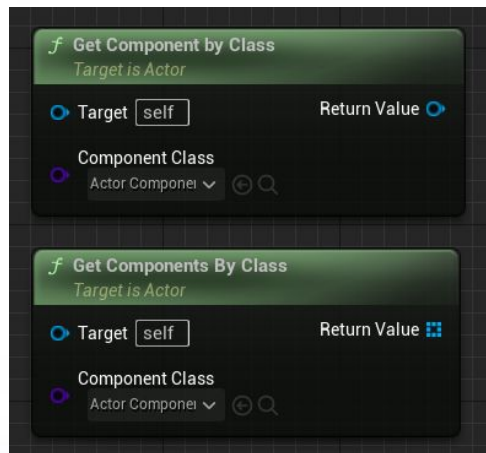 f Get Component by Class
Target is Actor
Target self Return Value
Component Class
Actor Componei
f Get Components By Class
Target is Actor
Target self Return Value
Component Class
Actor Componei